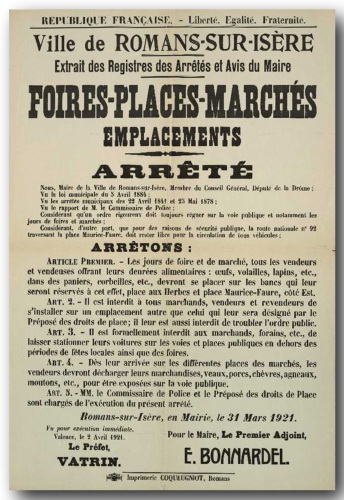 RÉPUBLIQUE FRANÇAISE. - Liberté, Egalité, Fraternité.
Ville de ROMANS-SUR-ISÈRE
Extrait des Registres des Arrêtés et Avis du Maire
FOIRES-PLACES-MARCHÉS
EMPLACEMENTS
ARRÊTÉ
Nous, Maire de la Ville de Romans-sur-Isère, Membre du Conseil Général, Député de la Drôme;
Vu la loi municipale du 5 Avril 1884;
Vu les arrêtés municipaux des 22 Avril 1841 et 25 Mai 1878;
Vu le rapport de M. le Commissaire de Police;
Considérant qu'un ordre rigoureux doit toujours régner sur la voie publique et notamment les
jours de foires et marchés;
Considérant, d'autre part, que pour des raisons de sécurité publique, la route nationale nº 92
traversant la place Maurice-Faure, doit rester libre pour la circulation de tous véhicules;
ARRÊTONS:
ARTICLE PREMIER. - Les jours de foire et de marché, tous les vendeurs
et vendeuses offrant leurs denrées alimentaires: œufs, volailles, lapins, etc.,
dans des paniers, corbeilles, etc., devront se placer sur les bancs qui leur
seront réservés à cet effet, place aux Herbes et place Maurice-Faure, côté Est.
ART. 2. - Il est interdit à tous marchands, vendeurs et revendeurs de
s'installer sur un emplacement autre que celui qui leur sera désigné par le
Préposé des droits de place; il leur est aussi interdit de troubler l'ordre public.
ART. 3. - Il est formellement interdit aux marchands, forains, etc., de
laisser stationner leurs voitures sur les voies et places publiques en dehors des
périodes de fêtes locales ainsi que des foires.
ART. 4. - Dès leur arrivée sur les différentes places des marchés, les
vendeurs devront décharger leurs marchandises, veaux, porcs, chèvres, agneaux,
moutons, etc., pour être exposées sur la voie publique.
ART. 5. - MM. le Commissaire de Police et le Préposé des droits de Place
sont chargés de l'exécution du présent arrêté.
Romans-sur-Isère, en Mairie, le 31 Mars 1921.
Vu pour exécution immédiate.
Valence, le 2 Avril 1921.
Le Préfet,
VATRIN.
Pour le Maire, Le Premier Adjoint,
E. BONNARDEL.
Imprimerie COQUEUGNOT, Romans